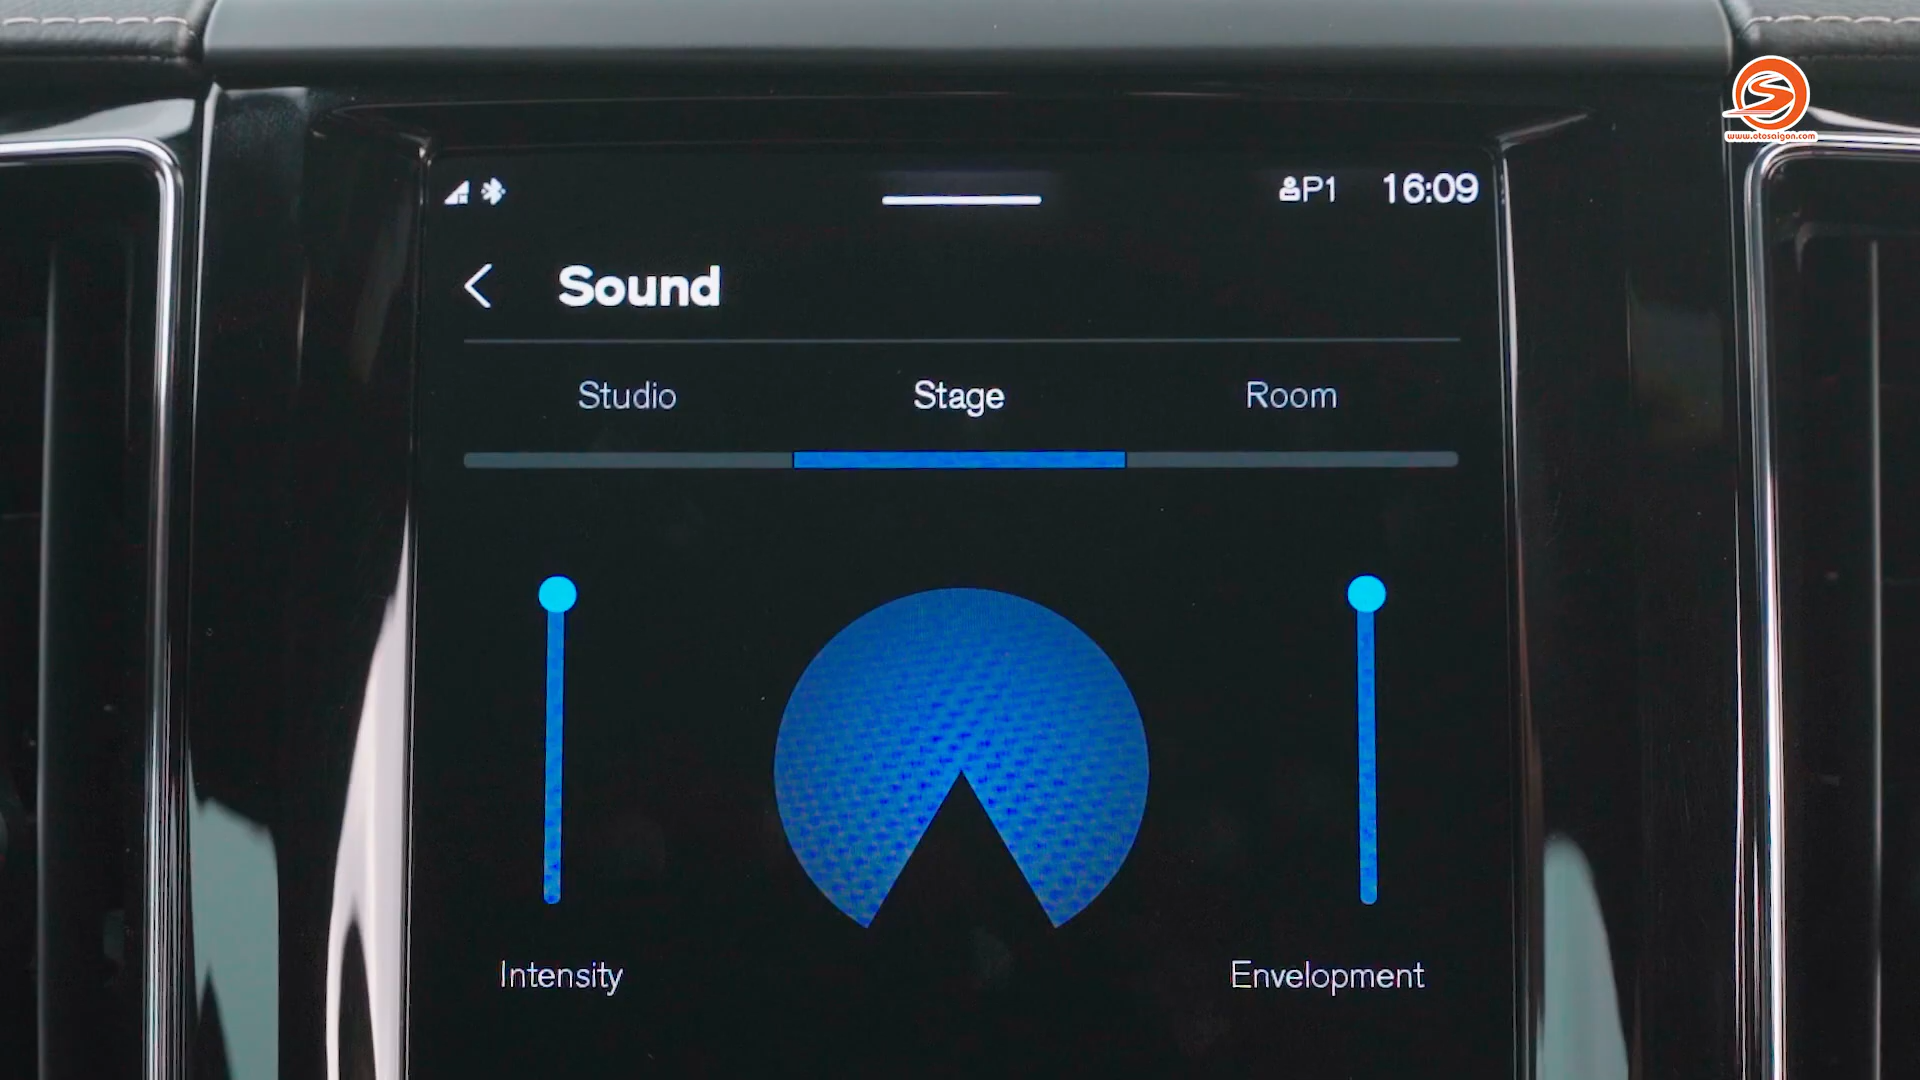 www.otosaigon.com
P1 16:09
Sound
Studio Stage Room
Intensity Envelopment